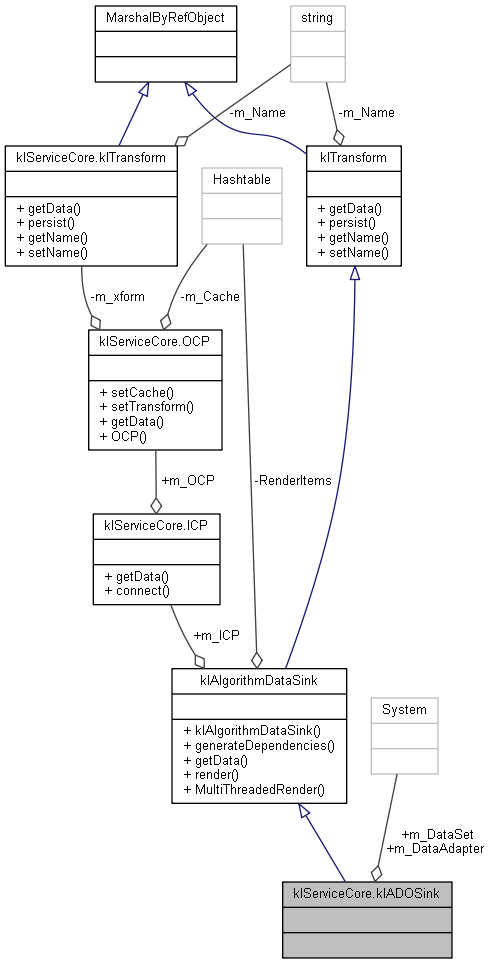 MarshalByRefObject
string
-m_Name
-m_Name
klServiceCore.klTransform
+ getData()
+ persist()
+ getName()
+ setName()
klTransform
+ getData()
+ persist()
+ getName()
+ setName()
Hashtable
-m_xform
-m_Cache
klServiceCore.OCP
+ setCache()
+ setTransform()
+ getData()
+ OCP()
+m_OCP
-RenderItems
klServiceCore.ICP
+ getData()
+ connect()
+m_ICP
klAlgorithmDataSink
+ klAlgorithmDataSink()
+ generateDependencies()
+ getData()
+ render()
+ MultiThreadedRender()
System
+m_DataSet
+m_DataAdapter
klServiceCore.klADOSink